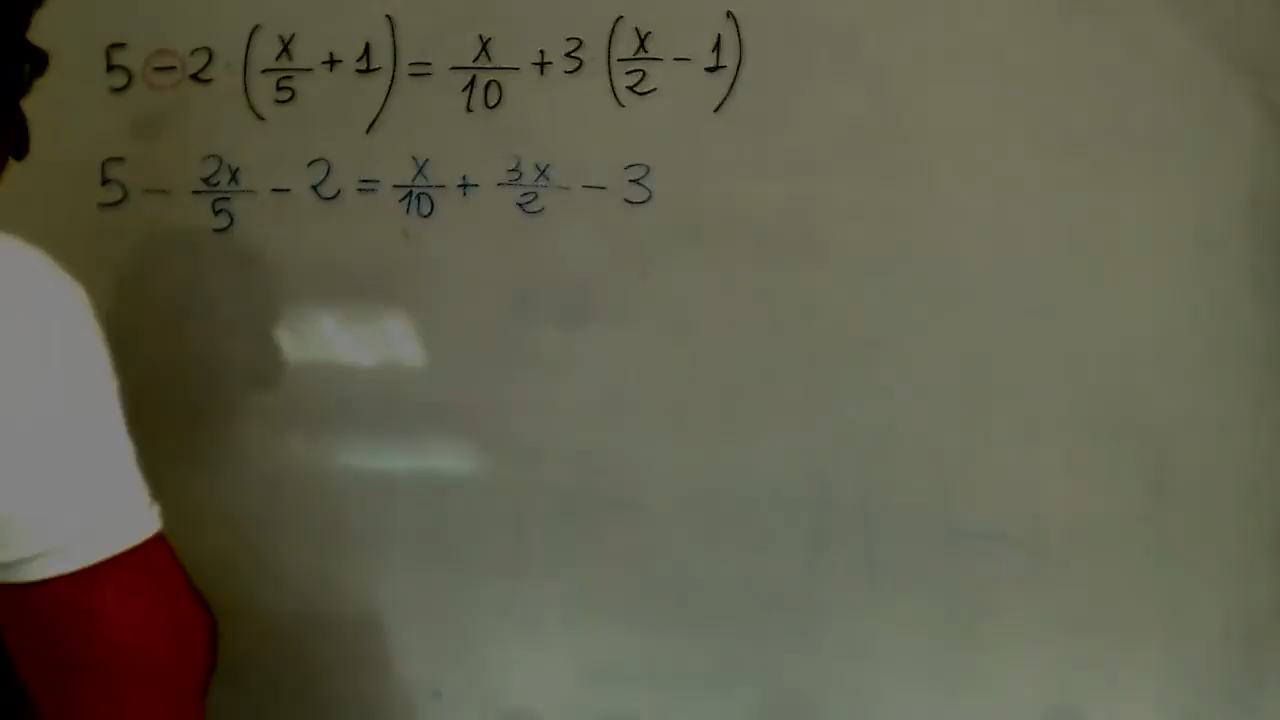 5 - 2 (x/5 + 1) = x/10 + 3 (x/2 - 1)
5 - 2x/5 - 2 = x/10 + 3x/2 - 3